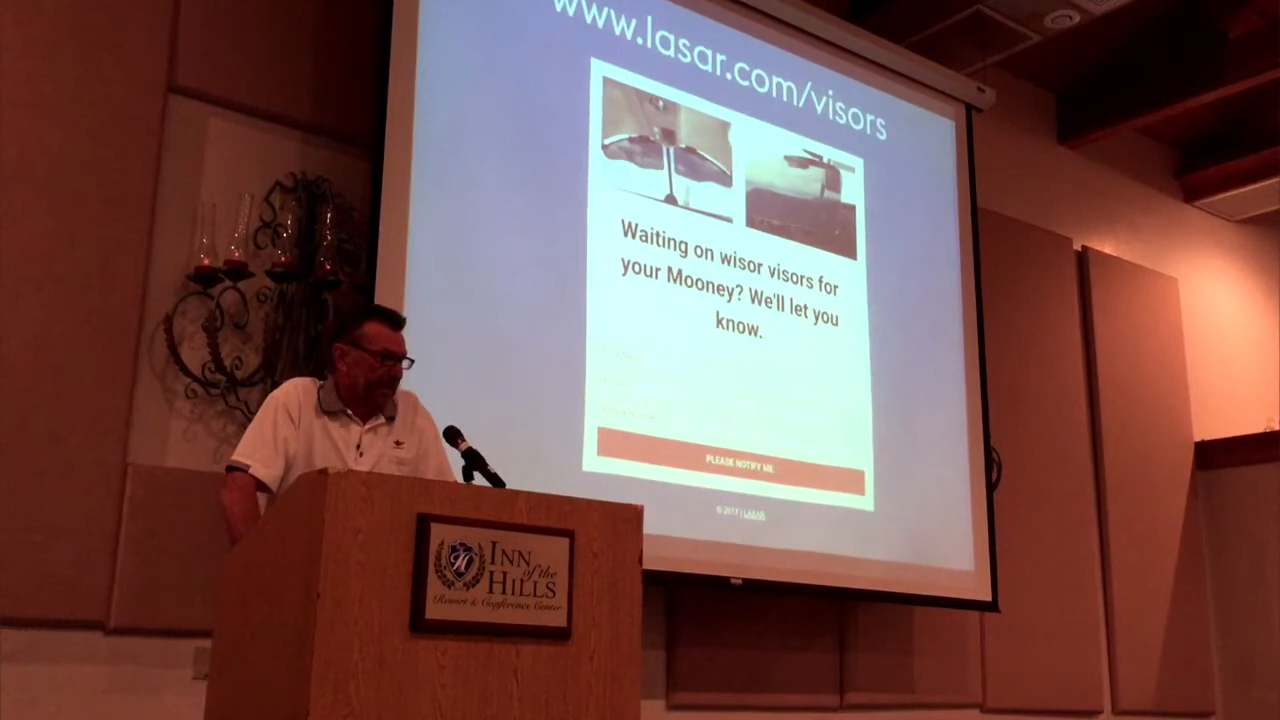 www.lasar.com/visors
Waiting on wisor visors for
your Mooney? We'll let you
know.
PLEASE NOTIFY ME
© 2017 | LASAR
INN
of the
HILLS
Resort & Conference Center